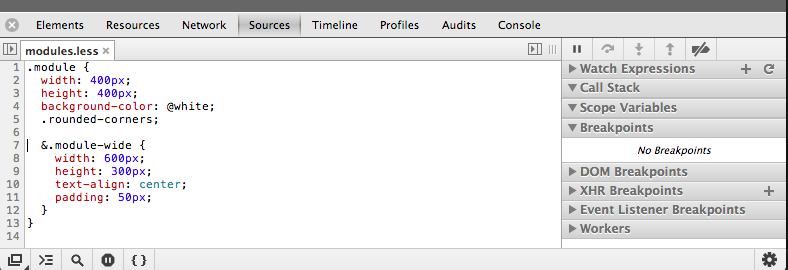 Elements Resources Network Sources Timeline Profiles Audits Console
modules.less
1 .module {
2   width: 400px;
3   height: 400px;
4   background-color: @white;
5   .rounded-corners;
6
7   &.module-wide {
8     width: 600px;
9     height: 300px;
10     text-align: center;
11     padding: 50px;
12   }
13 }
14
Watch Expressions
Call Stack
Scope Variables
Breakpoints
No Breakpoints
DOM Breakpoints
XHR Breakpoints
Event Listener Breakpoints
Workers